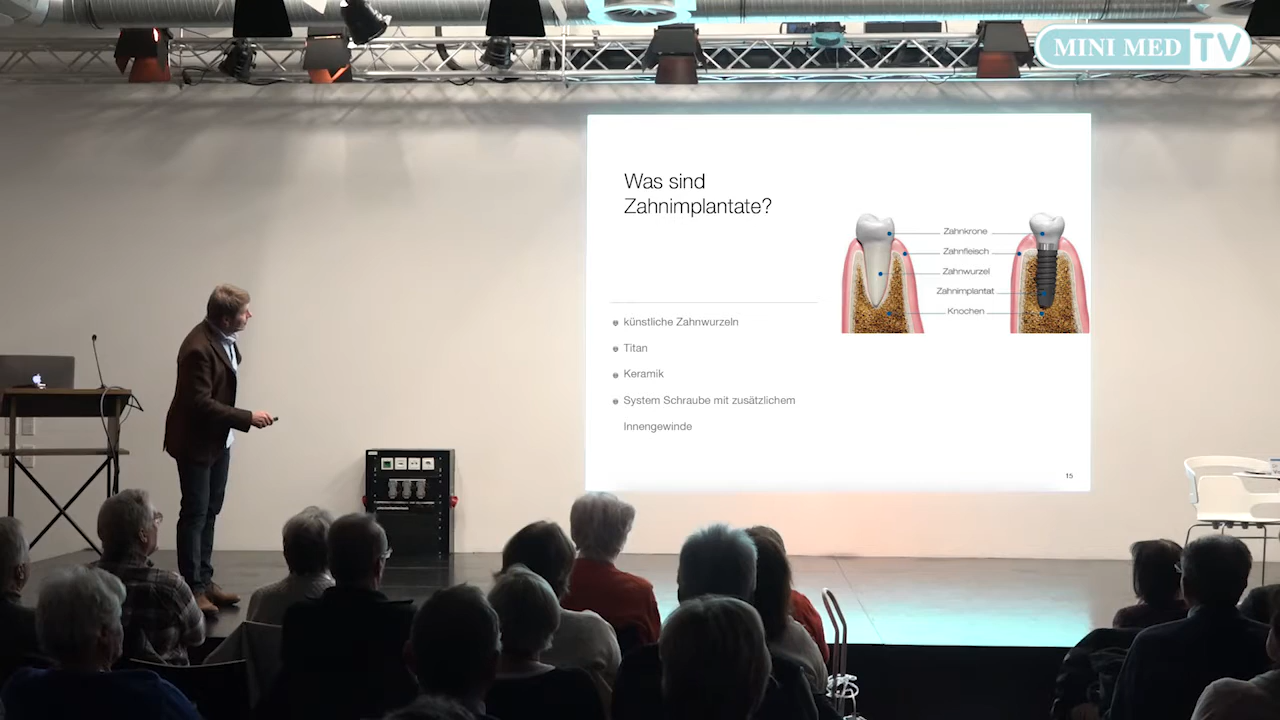 MINI MED TV
Was sind
Zahnimplantate?
künstliche Zahnwurzeln
Titan
Keramik
System Schraube mit zusätzlichem
Innengewinde
Zahnkrone
Zahnfleisch
Zahnwurzel
Zahnimplantat
Knochen
15